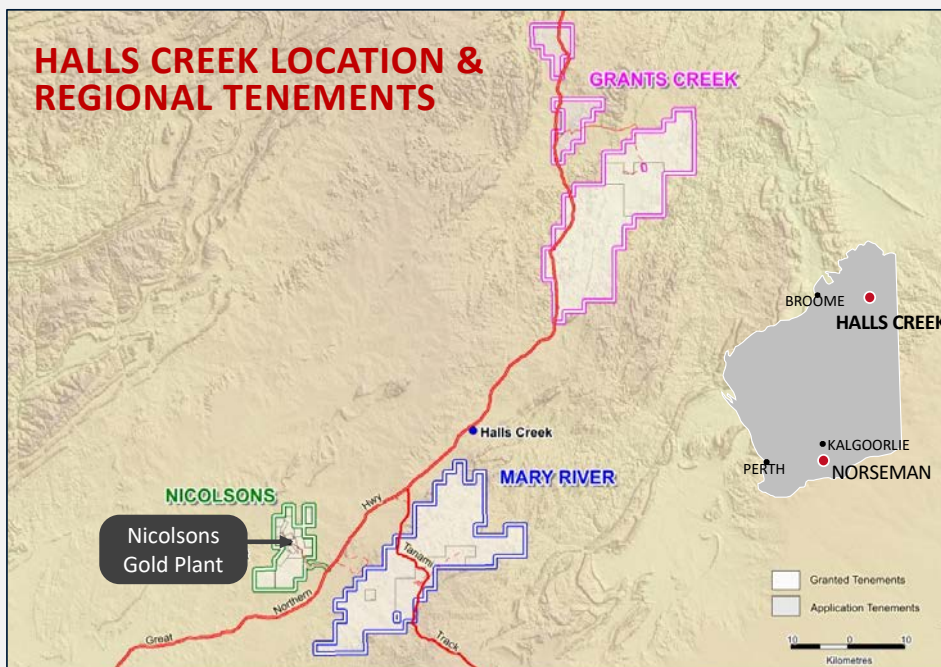 HALLS CREEK LOCATION &
REGIONAL TENEMENTS
GRANTS CREEK
BROOME
HALLS CREEK
KALGOORLIE
PERTH
NORSEMAN
Halls Creek
MARY RIVER
NICOLSONS
Nicolsons
Gold Plant
Hwy
Tanami
Northern
Great
Track
Granted Tenements
Application Tenements
10 0 10
Kilometres